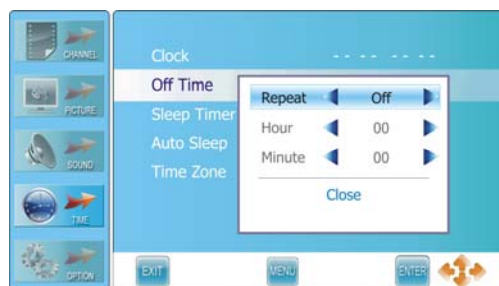 CHANNEL
PICTURE
SOUND
TIME
OPTION
Clock -- -- -- --
Off Time
Sleep Timer
Auto Sleep
Time Zone
Repeat Off
Hour 00
Minute 00
Close
EXIT MENU ENTER